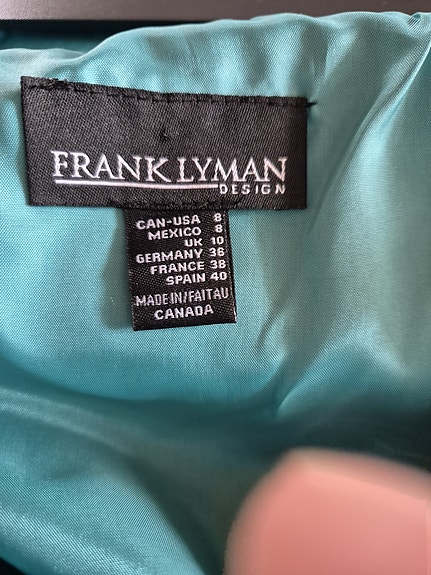 FRANK LYMAN
DESIGN
CAN-USA 8
MEXICO 8
UK 10
GERMANY 36
FRANCE 38
SPAIN 40
MADE IN/FAIT AU
CANADA